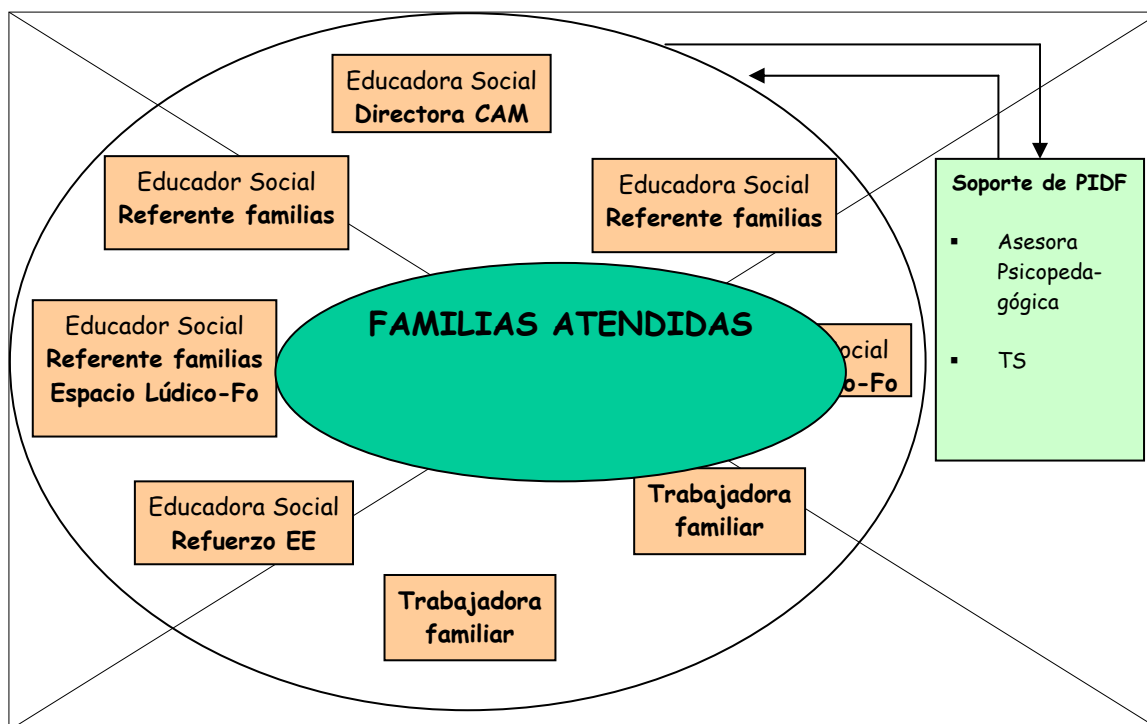 Educadora Social
Directora CAM
Educador Social
Referente familias
Educadora Social
Referente familias
Soporte de PIDF
▪ Asesora
Psicopeda-
gógica
▪ TS
FAMILIAS ATENDIDAS
Educador Social
Referente familias
Espacio Lúdico-Fo
ocial
o-Fo
Educadora Social
Refuerzo EE
Trabajadora
familiar
Trabajadora
familiar